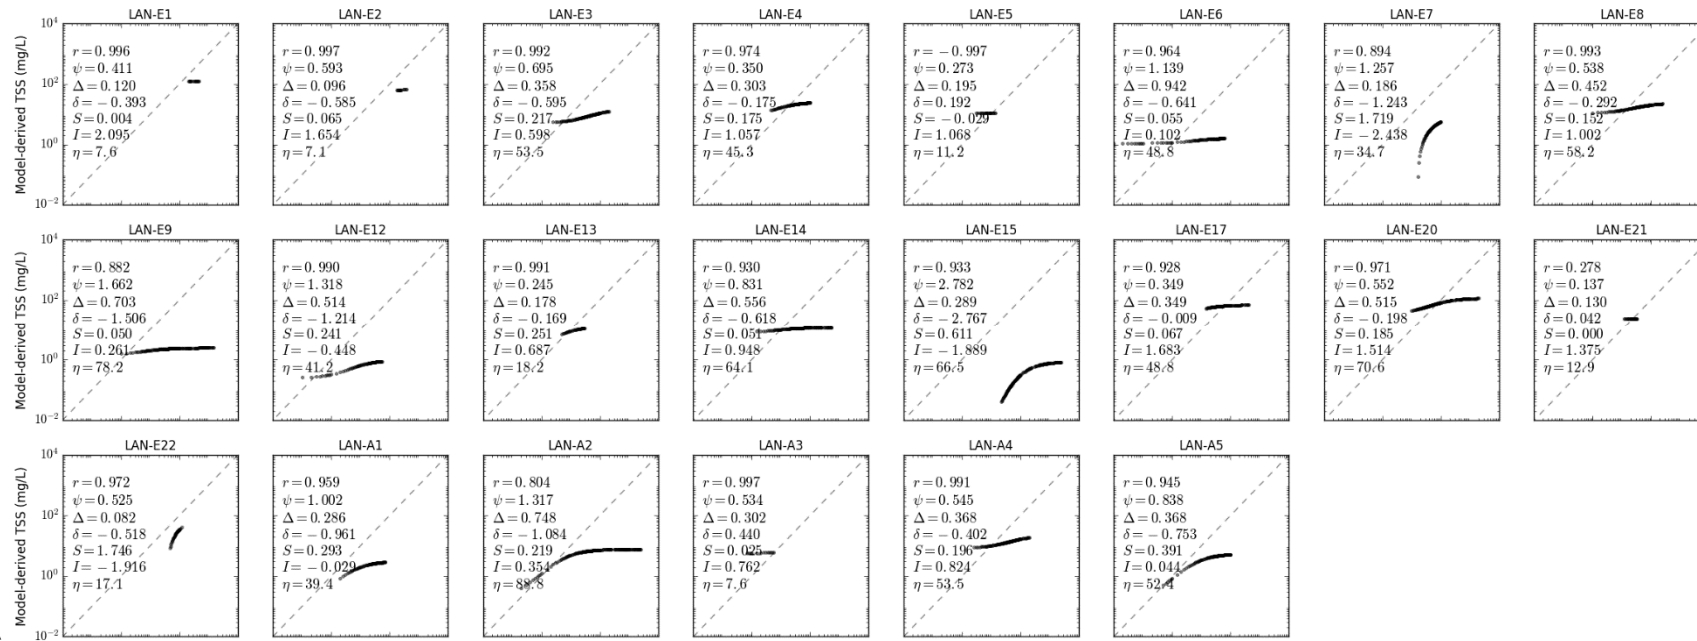 LAN-E1
r = 0.996
ψ = 0.411
Δ = 0.120
δ = − 0.393
S = 0.004
I = 2.095
η = 7.6
LAN-E2
r = 0.997
ψ = 0.593
Δ = 0.096
δ = − 0.585
S = 0.065
I = 1.654
η = 7.1
LAN-E3
r = 0.992
ψ = 0.695
Δ = 0.358
δ = − 0.595
S = 0.217
I = 0.598
η = 53.5
LAN-E4
r = 0.974
ψ = 0.350
Δ = 0.303
δ = − 0.175
S = 0.175
I = 1.057
η = 45.3
LAN-E5
r = − 0.997
ψ = 0.273
Δ = 0.195
δ = 0.192
S = − 0.029
I = 1.068
η = 11.2
LAN-E6
r = 0.964
ψ = 1.139
Δ = 0.942
δ = − 0.641
S = 0.055
I = 0.102
η = 48.8
LAN-E7
r = 0.894
ψ = 1.257
Δ = 0.186
δ = − 1.243
S = 1.719
I = − 2.438
η = 34.7
LAN-E8
r = 0.993
ψ = 0.538
Δ = 0.452
δ = − 0.292
S = 0.152
I = 1.002
η = 58.2
Model-derived TSS (mg/L)
10^4
10^2
10^0
10^−2
LAN-E9
r = 0.882
ψ = 1.662
Δ = 0.703
δ = − 1.506
S = 0.050
I = 0.261
η = 78.2
LAN-E12
r = 0.990
ψ = 1.318
Δ = 0.514
δ = − 1.214
S = 0.241
I = − 0.448
η = 41.2
LAN-E13
r = 0.991
ψ = 0.245
Δ = 0.178
δ = − 0.169
S = 0.251
I = 0.687
η = 18.2
LAN-E14
r = 0.930
ψ = 0.831
Δ = 0.556
δ = − 0.618
S = 0.051
I = 0.948
η = 64.1
LAN-E15
r = 0.933
ψ = 2.782
Δ = 0.289
δ = − 2.767
S = 0.611
I = − 1.889
η = 66.5
LAN-E17
r = 0.928
ψ = 0.349
Δ = 0.349
δ = − 0.009
S = 0.067
I = 1.683
η = 48.8
LAN-E20
r = 0.971
ψ = 0.552
Δ = 0.515
δ = − 0.198
S = 0.185
I = 1.514
η = 70.6
LAN-E21
r = 0.278
ψ = 0.137
Δ = 0.130
δ = 0.042
S = 0.000
I = 1.375
η = 12.9
Model-derived TSS (mg/L)
10^4
10^2
10^0
10^−2
LAN-E22
r = 0.972
ψ = 0.525
Δ = 0.082
δ = − 0.518
S = 1.746
I = − 1.916
η = 17.1
LAN-A1
r = 0.959
ψ = 1.002
Δ = 0.286
δ = − 0.961
S = 0.293
I = − 0.029
η = 39.4
LAN-A2
r = 0.804
ψ = 1.317
Δ = 0.748
δ = − 1.084
S = 0.219
I = 0.354
η = 88.8
LAN-A3
r = 0.997
ψ = 0.534
Δ = 0.302
δ = 0.440
S = 0.025
I = 0.762
η = 7.6
LAN-A4
r = 0.991
ψ = 0.545
Δ = 0.368
δ = − 0.402
S = 0.196
I = 0.824
η = 53.5
LAN-A5
r = 0.945
ψ = 0.838
Δ = 0.368
δ = − 0.753
S = 0.391
I = 0.044
η = 52.4
Model-derived TSS (mg/L)
10^4
10^2
10^0
10^−2